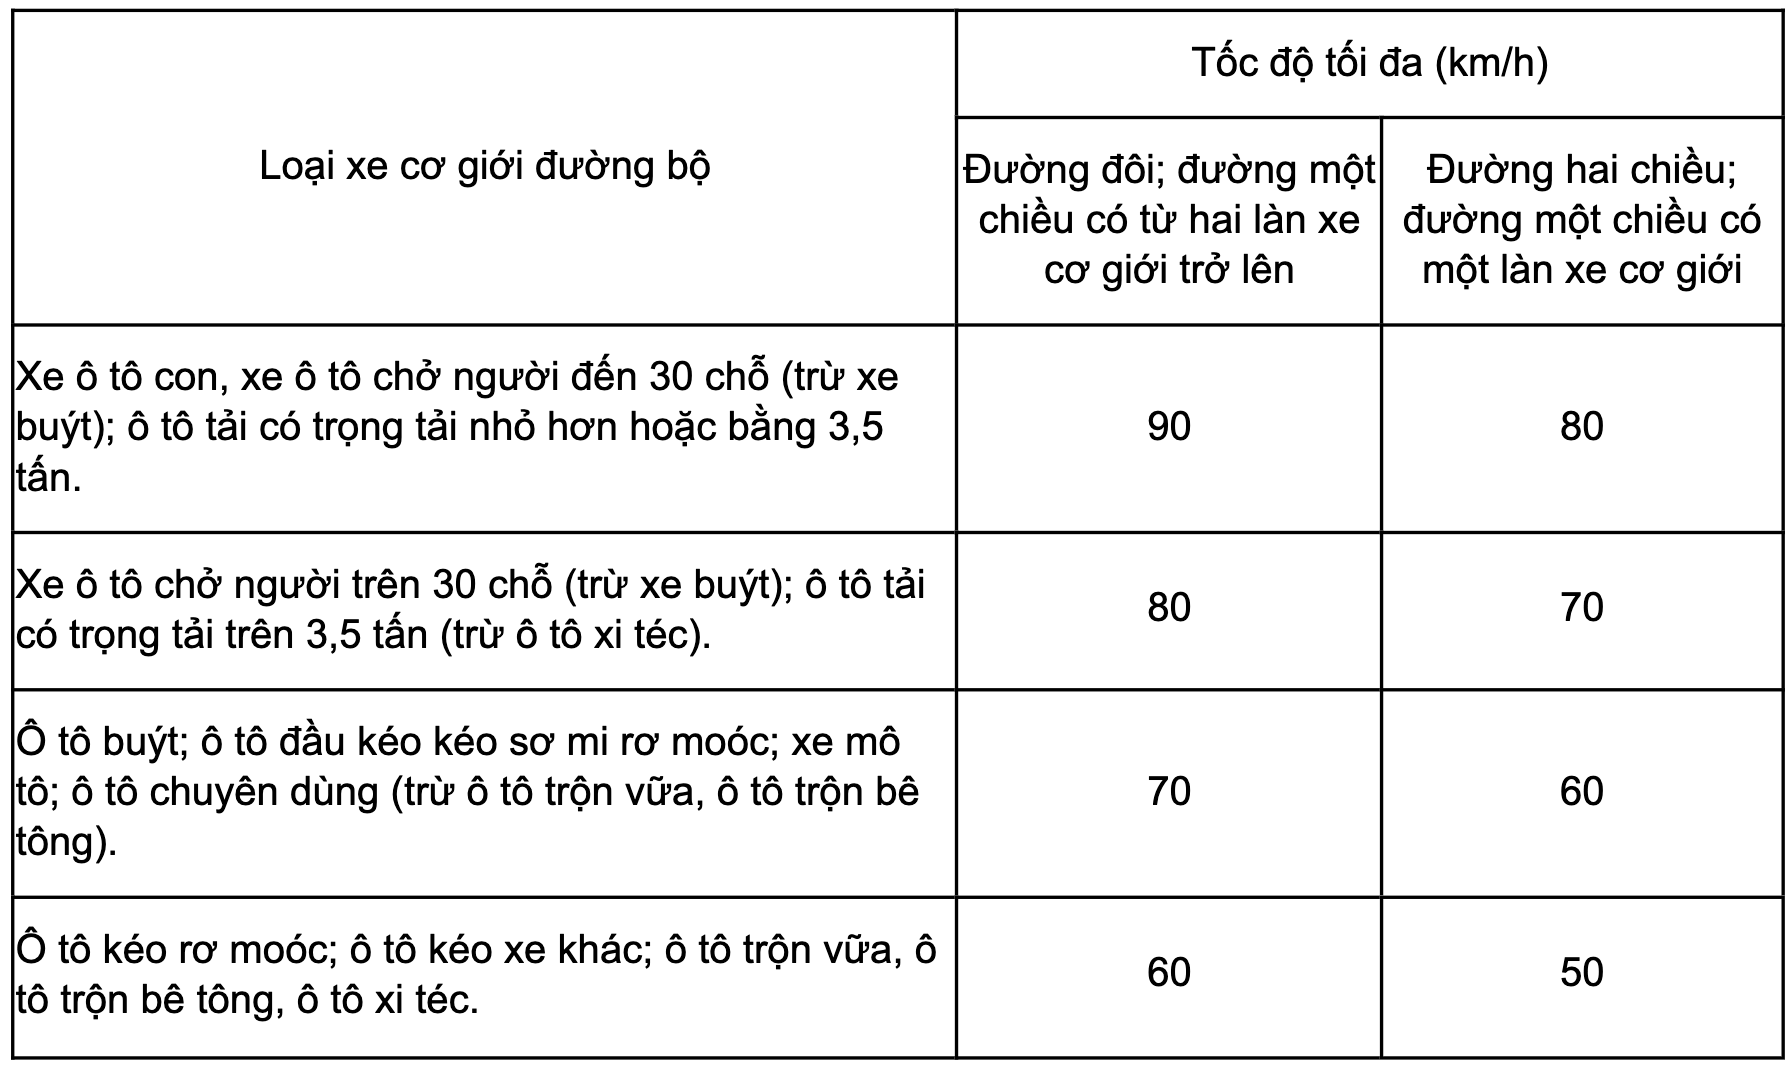 Loại xe cơ giới đường bộ
Tốc độ tối đa (km/h)
Đường đôi; đường một
chiều có từ hai làn xe
cơ giới trở lên
Đường hai chiều;
đường một chiều có
một làn xe cơ giới
Xe ô tô con, xe ô tô chở người đến 30 chỗ (trừ xe
buýt); ô tô tải có trọng tải nhỏ hơn hoặc bằng 3,5
tấn.
90
80
Xe ô tô chở người trên 30 chỗ (trừ xe buýt); ô tô tải
có trọng tải trên 3,5 tấn (trừ ô tô xi téc).
80
70
Ô tô buýt; ô tô đầu kéo kéo sơ mi rơ moóc; xe mô
tô; ô tô chuyên dùng (trừ ô tô trộn vữa, ô tô trộn bê
tông).
70
60
Ô tô kéo rơ moóc; ô tô kéo xe khác; ô tô trộn vữa, ô
tô trộn bê tông, ô tô xi téc.
60
50